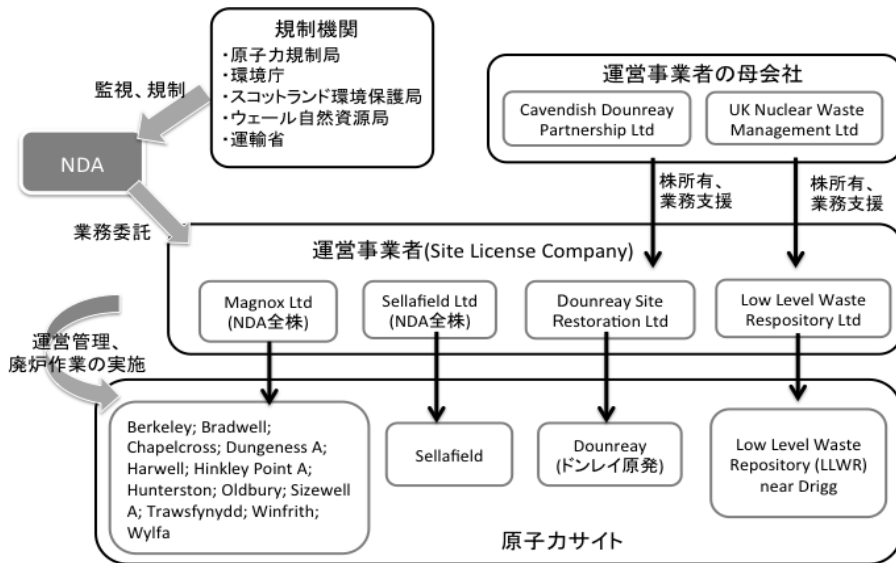 規制機関
・原子力規制局
・環境庁
・スコットランド環境保護局
・ウェール自然資源局
・運輸省
監視、規制
NDA
業務委託
運営事業者の母会社
Cavendish Dounreay
Partnership Ltd
UK Nuclear Waste
Management Ltd
株所有、
業務支援
株所有、
業務支援
運営事業者(Site License Company)
Magnox Ltd
(NDA全株)
Sellafield Ltd
(NDA全株)
Dounreay Site
Restoration Ltd
Low Level Waste
Respository Ltd
運営管理、
廃炉作業の実施
Berkeley; Bradwell;
Chapelcross; Dungeness A;
Harwell; Hinkley Point A;
Hunterston; Oldbury; Sizewell
A; Trawsfynydd; Winfrith;
Wylfa
Sellafield
Dounreay
(ドンレイ原発)
Low Level Waste
Repository (LLWR)
near Drigg
原子力サイト